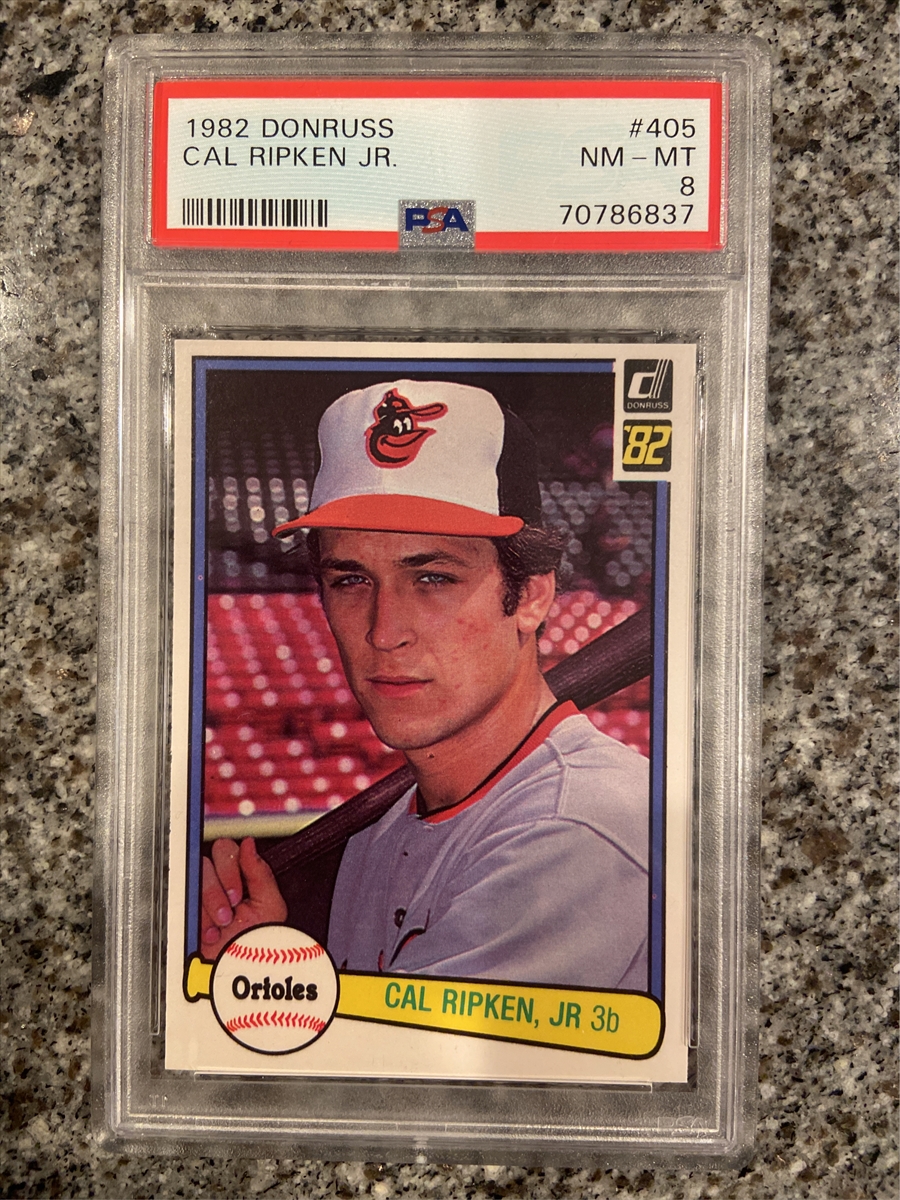 1982 DONRUSS #405
CAL RIPKEN JR. NM - MT
8
70786837
PSA
d
DONRUSS
'82
Orioles
CAL RIPKEN, JR 3b